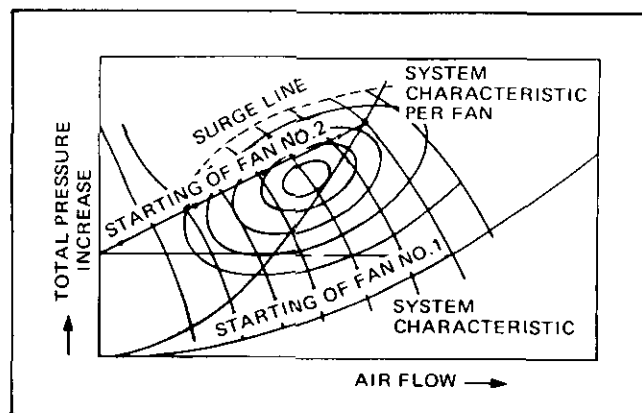 SYSTEM
CHARACTERISTIC
PER FAN
SURGE LINE
STARTING OF FAN NO.2
TOTAL PRESSURE
INCREASE
STARTING OF FAN NO.1
SYSTEM
CHARACTERISTIC
AIR FLOW